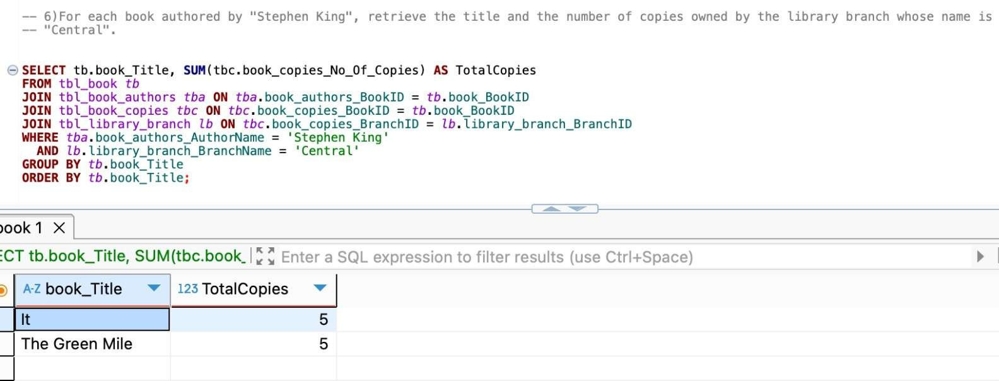 -- 6)For each book authored by "Stephen King", retrieve the title and the number of copies owned by the library branch whose name is
-- "Central".
SELECT tb.book_Title, SUM(tbc.book_copies_No_Of_Copies) AS TotalCopies
FROM tbl_book tb
JOIN tbl_book_authors tba ON tba.book_authors_BookID = tb.book_BookID
JOIN tbl_book_copies tbc ON tbc.book_copies_BookID = tb.book_BookID
JOIN tbl_library_branch lb ON tbc.book_copies_BranchID = lb.library_branch_BranchID
WHERE tba.book_authors_AuthorName = 'Stephen King'
AND lb.library_branch_BranchName = 'Central'
GROUP BY tb.book_Title
ORDER BY tb.book_Title;
book 1
ECT tb.book_Title, SUM(tbc.book_ Enter a SQL expression to filter results (use Ctrl+Space)
A-Z book_Title 123 TotalCopies
It 5
The Green Mile 5